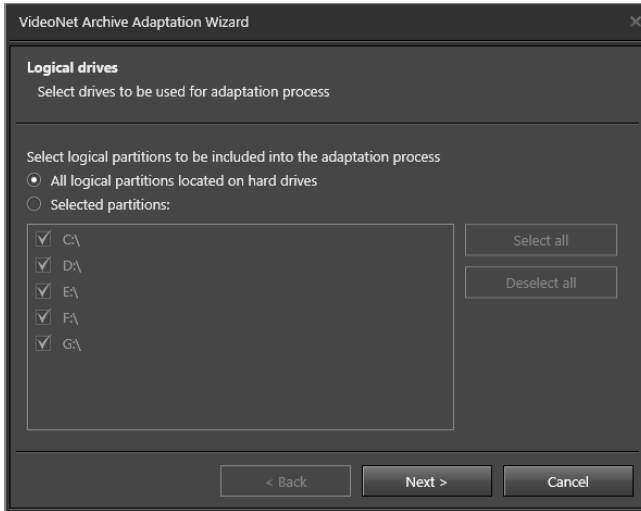 VideoNet Archive Adaptation Wizard
Logical drives
Select drives to be used for adaptation process
Select logical partitions to be included into the adaptation process
All logical partitions located on hard drives
Selected partitions:
C:\
D:\
E:\
F:\
G:\
Select all
Deselect all
< Back
Next >
Cancel